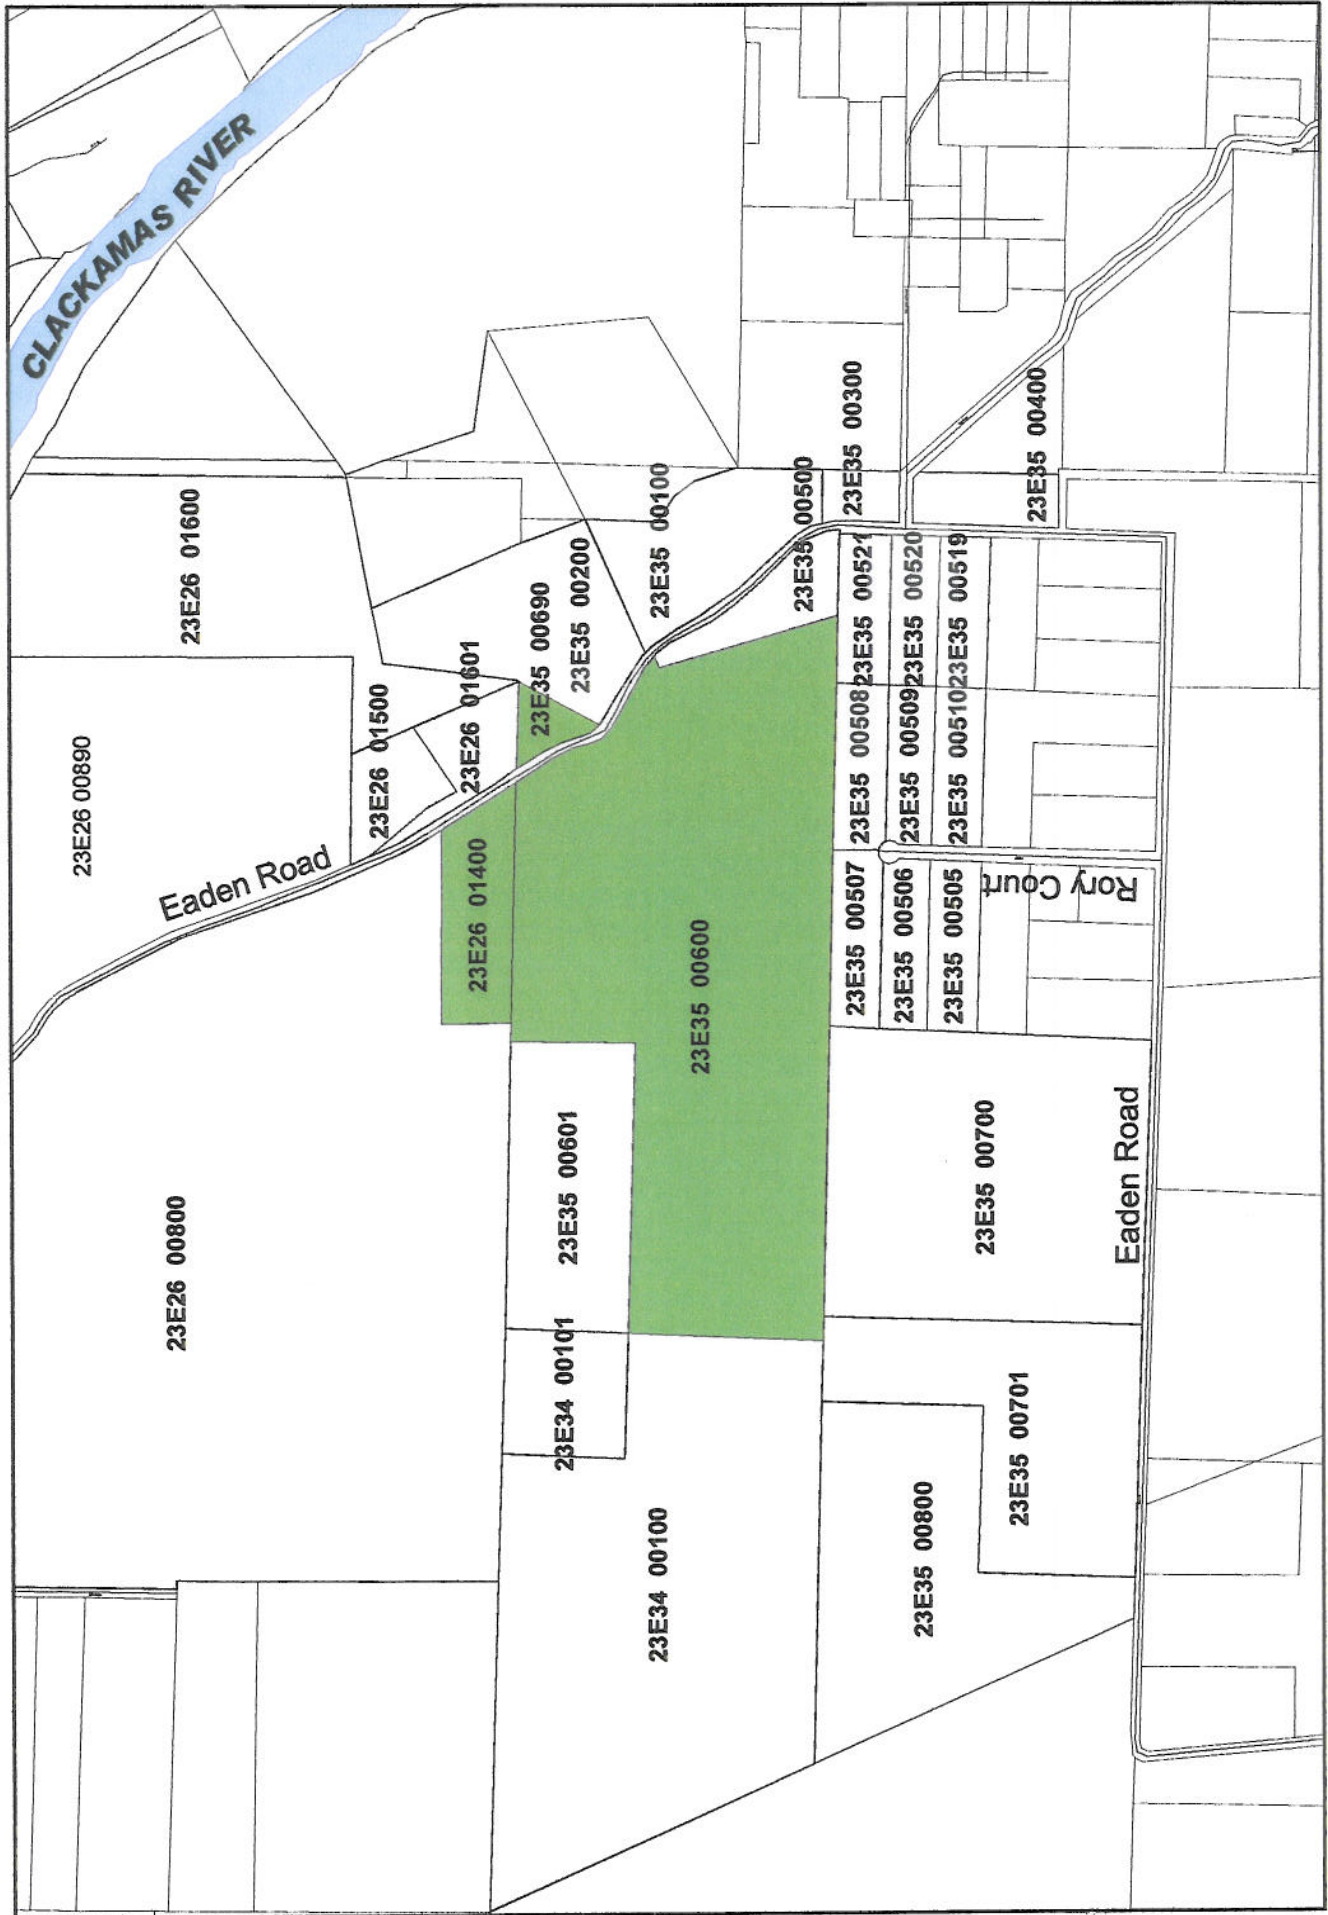 CLACKAMAS RIVER
23E26 01600
23E26 00890
23E26 01500
23E26 01601
23E35 00690
23E35 00200
23E35 00100
23E35 00500
23E35 00300
23E35 00400
Eaden Road
23E26 01400
23E35 00600
23E35 00521
23E35 00520
23E35 00519
23E35 00508
23E35 00509
23E35 00510
23E35 00507
23E35 00506
23E35 00505
Rory Court
23E26 00800
23E35 00601
23E34 00101
23E35 00700
Eaden Road
23E34 00100
23E35 00800
23E35 00701